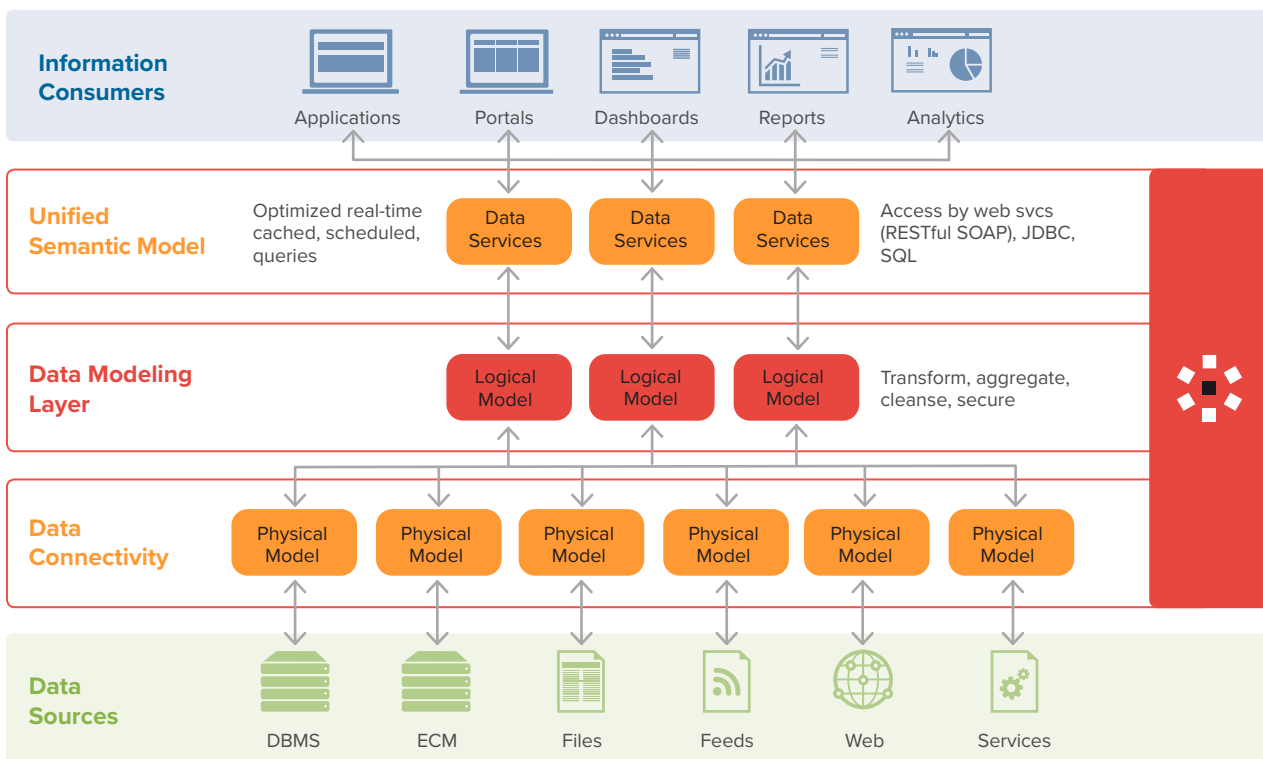 Information
Consumers
Applications
Portals
Dashboards
Reports
Analytics
Unified
Semantic Model
Optimized real-time
cached, scheduled,
queries
Data
Services
Data
Services
Data
Services
Access by web svcs
(RESTful SOAP), JDBC,
SQL
Data Modeling
Layer
Logical
Model
Logical
Model
Logical
Model
Transform, aggregate,
cleanse, secure
Data
Connectivity
Physical
Model
Physical
Model
Physical
Model
Physical
Model
Physical
Model
Physical
Model
Data
Sources
DBMS
ECM
Files
Feeds
Web
Services